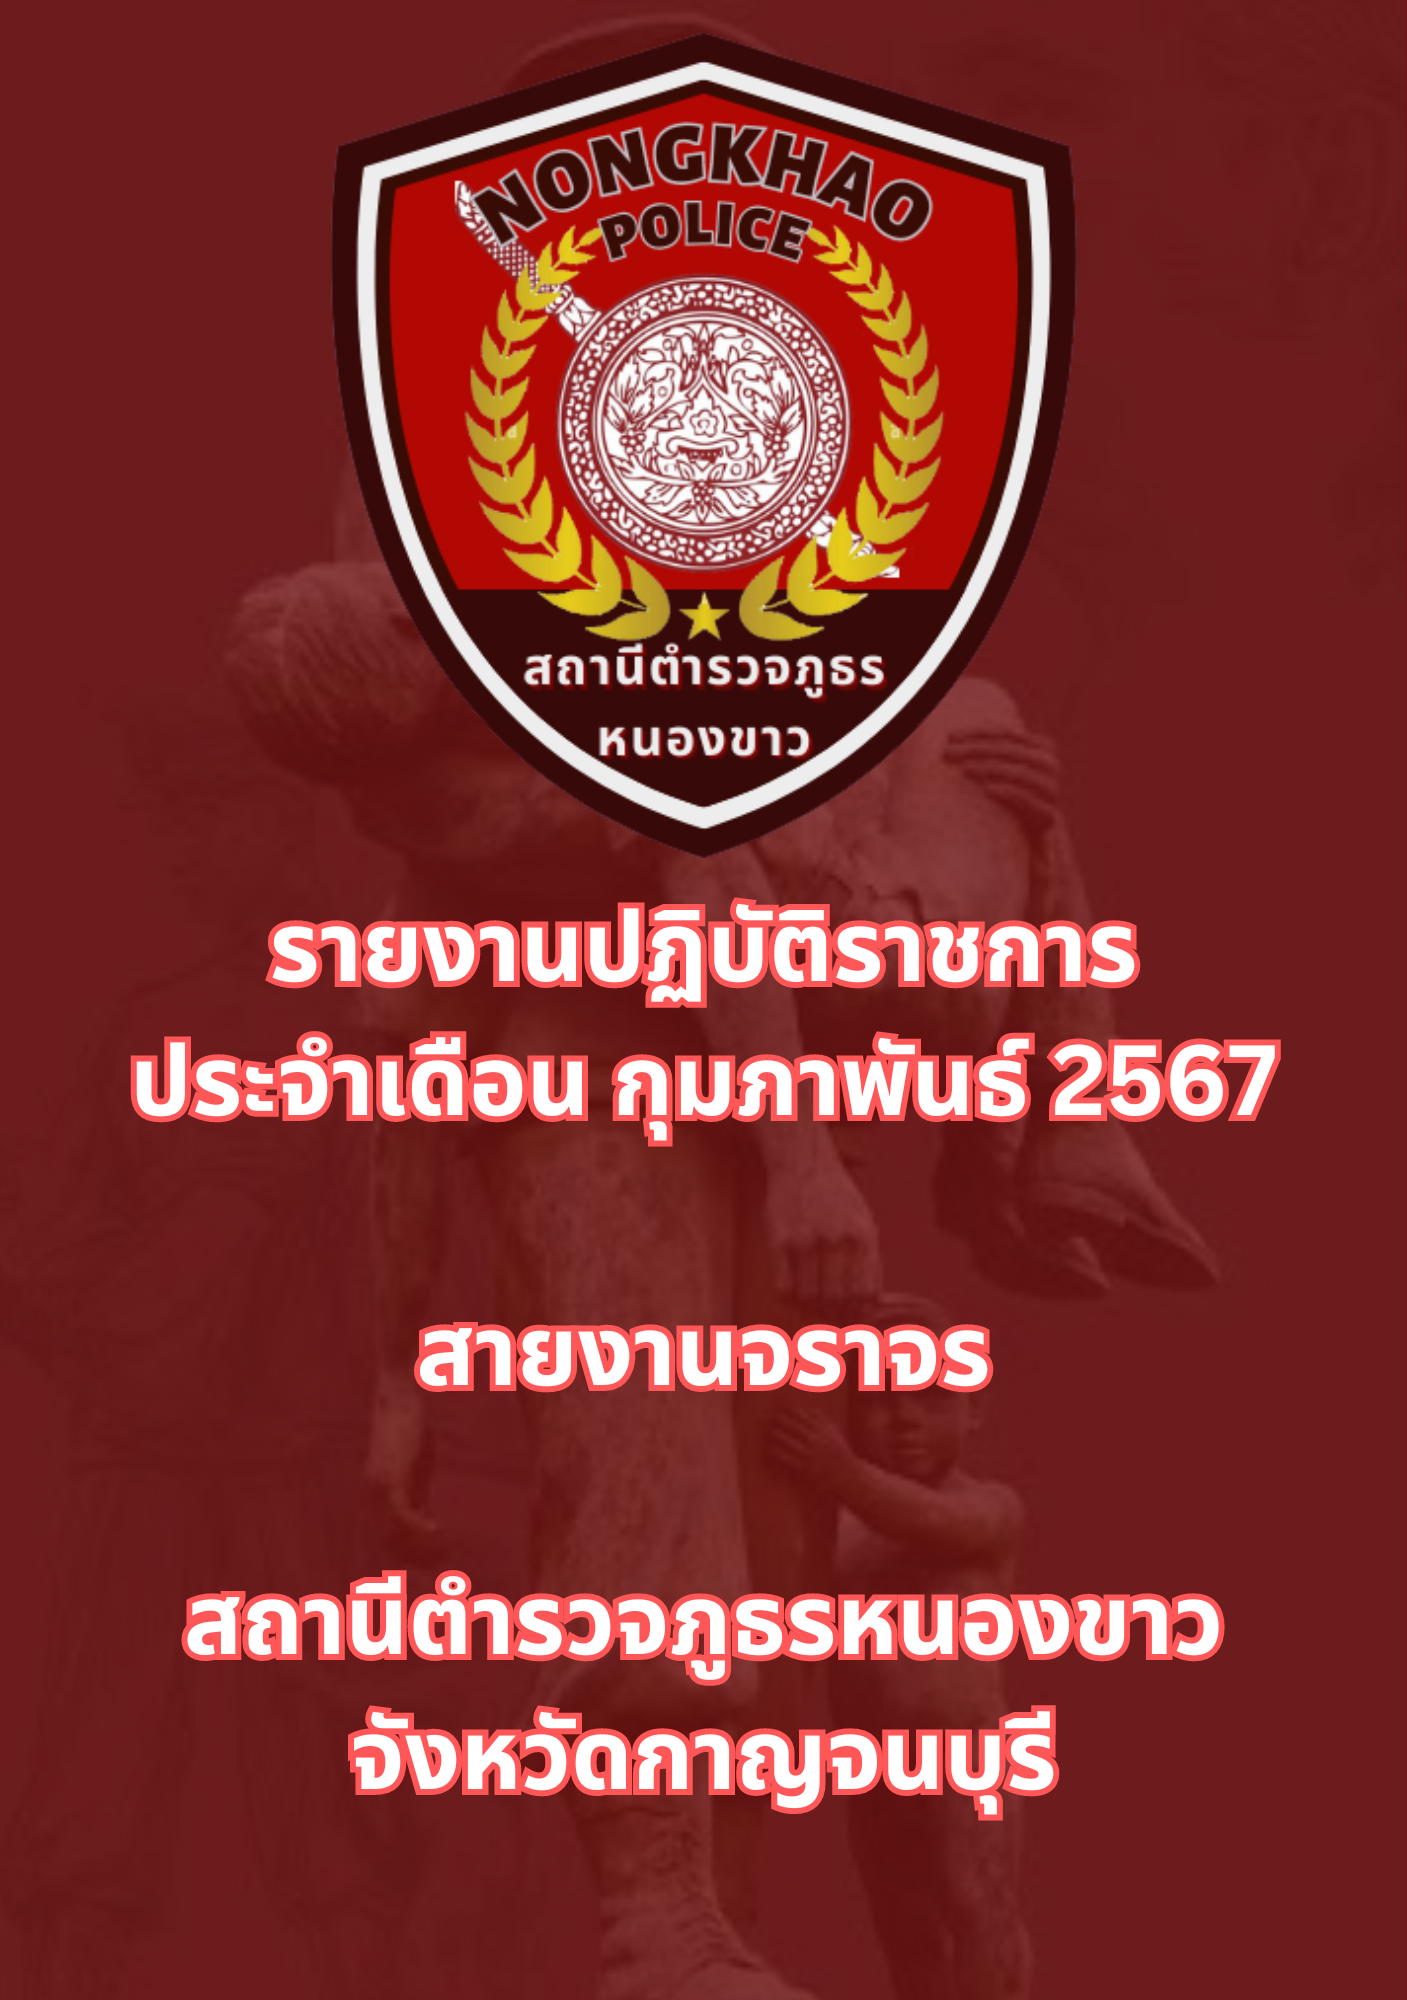 NONGKHAO
POLICE
สถานีตำรวจภูธร
หนองขาว
รายงานปฏิบัติราชการ
ประจำเดือน กุมภาพันธ์ 2567
สายงานจราจร
สถานีตำรวจภูธรหนองขาว
จังหวัดกาญจนบุรี